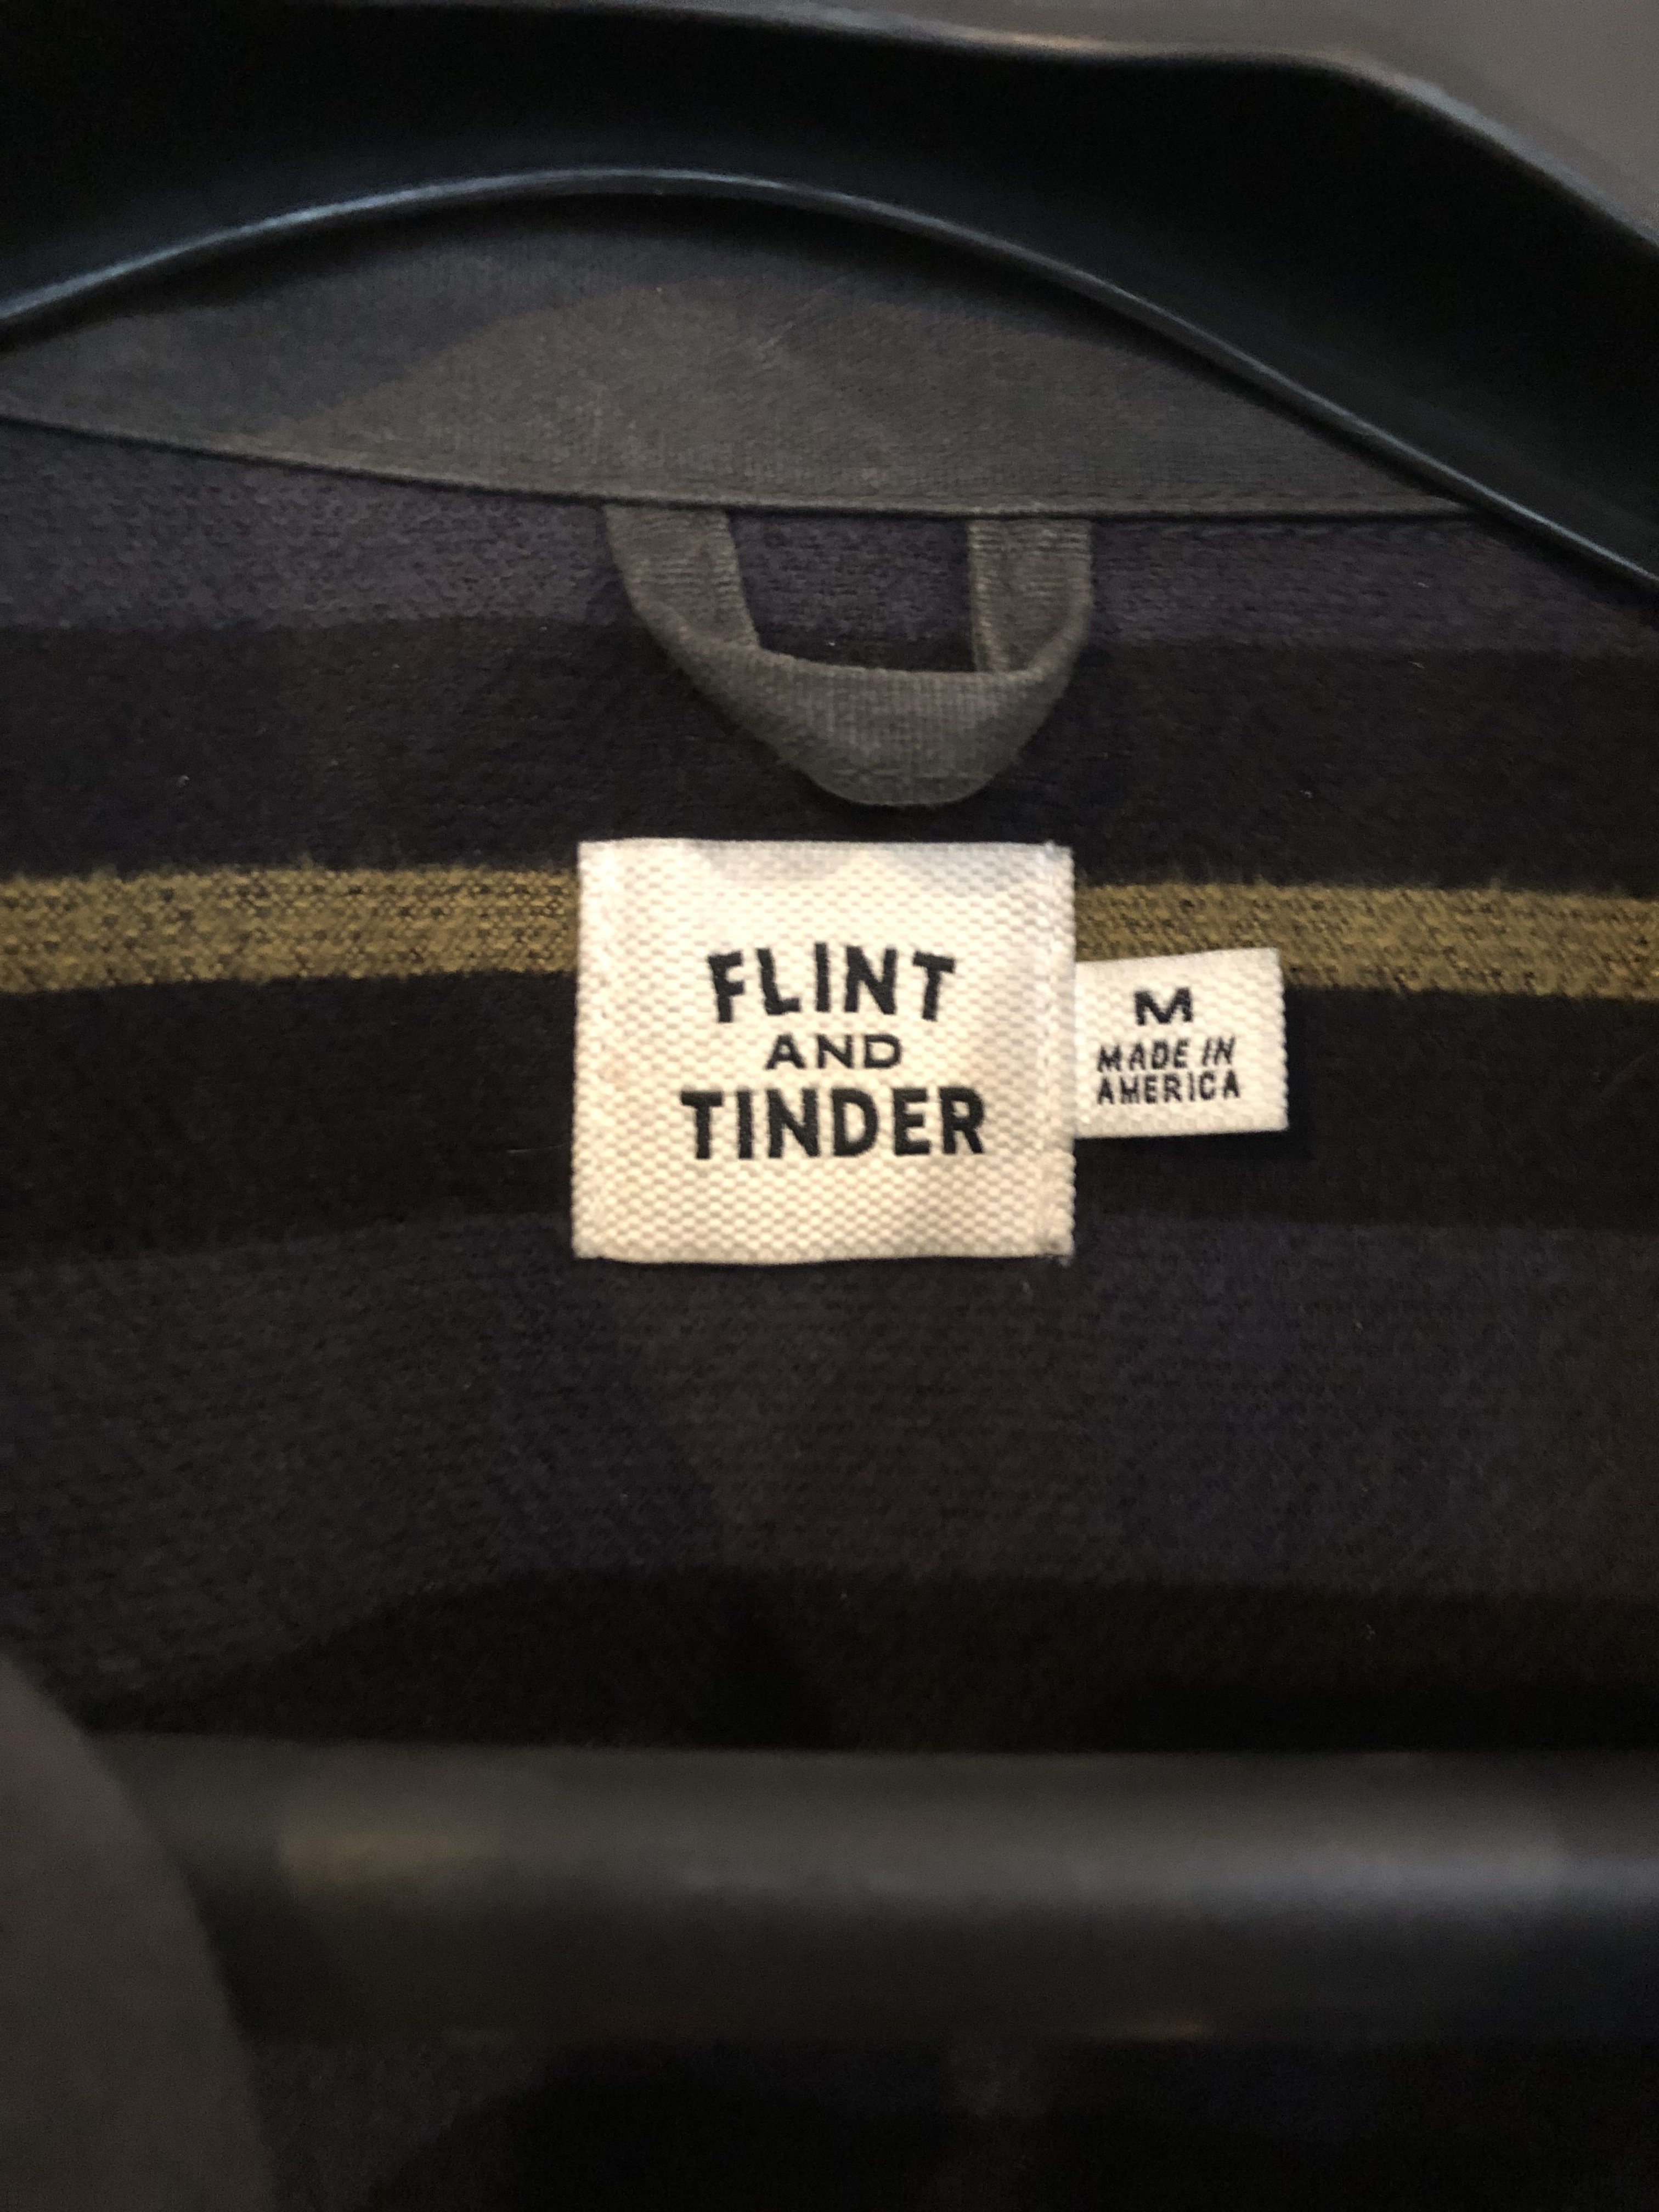 FLINT
AND
TINDER
M
MADE IN
AMERICA